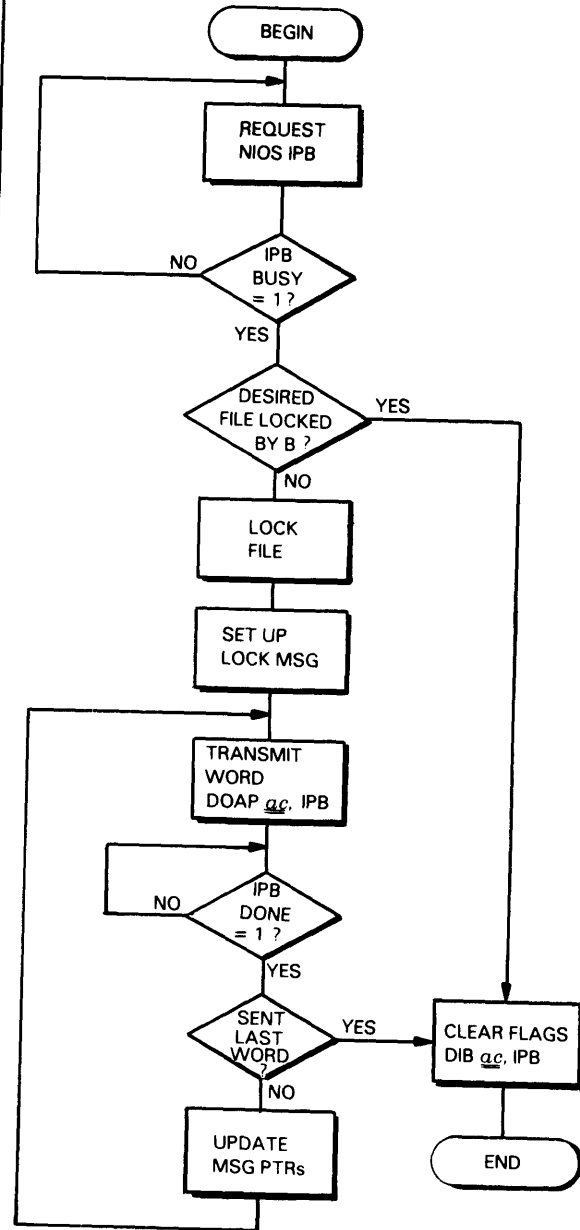 BEGIN
REQUEST
NIOS IPB
IPB
BUSY
= 1 ?
NO
YES
DESIRED
FILE LOCKED
BY B ?
YES
NO
LOCK
FILE
SET UP
LOCK MSG
TRANSMIT
WORD
DOAP ac, IPB
IPB
DONE
= 1 ?
NO
YES
SENT
LAST
WORD
?
YES
NO
CLEAR FLAGS
DIB ac, IPB
UPDATE
MSG PTRs
END